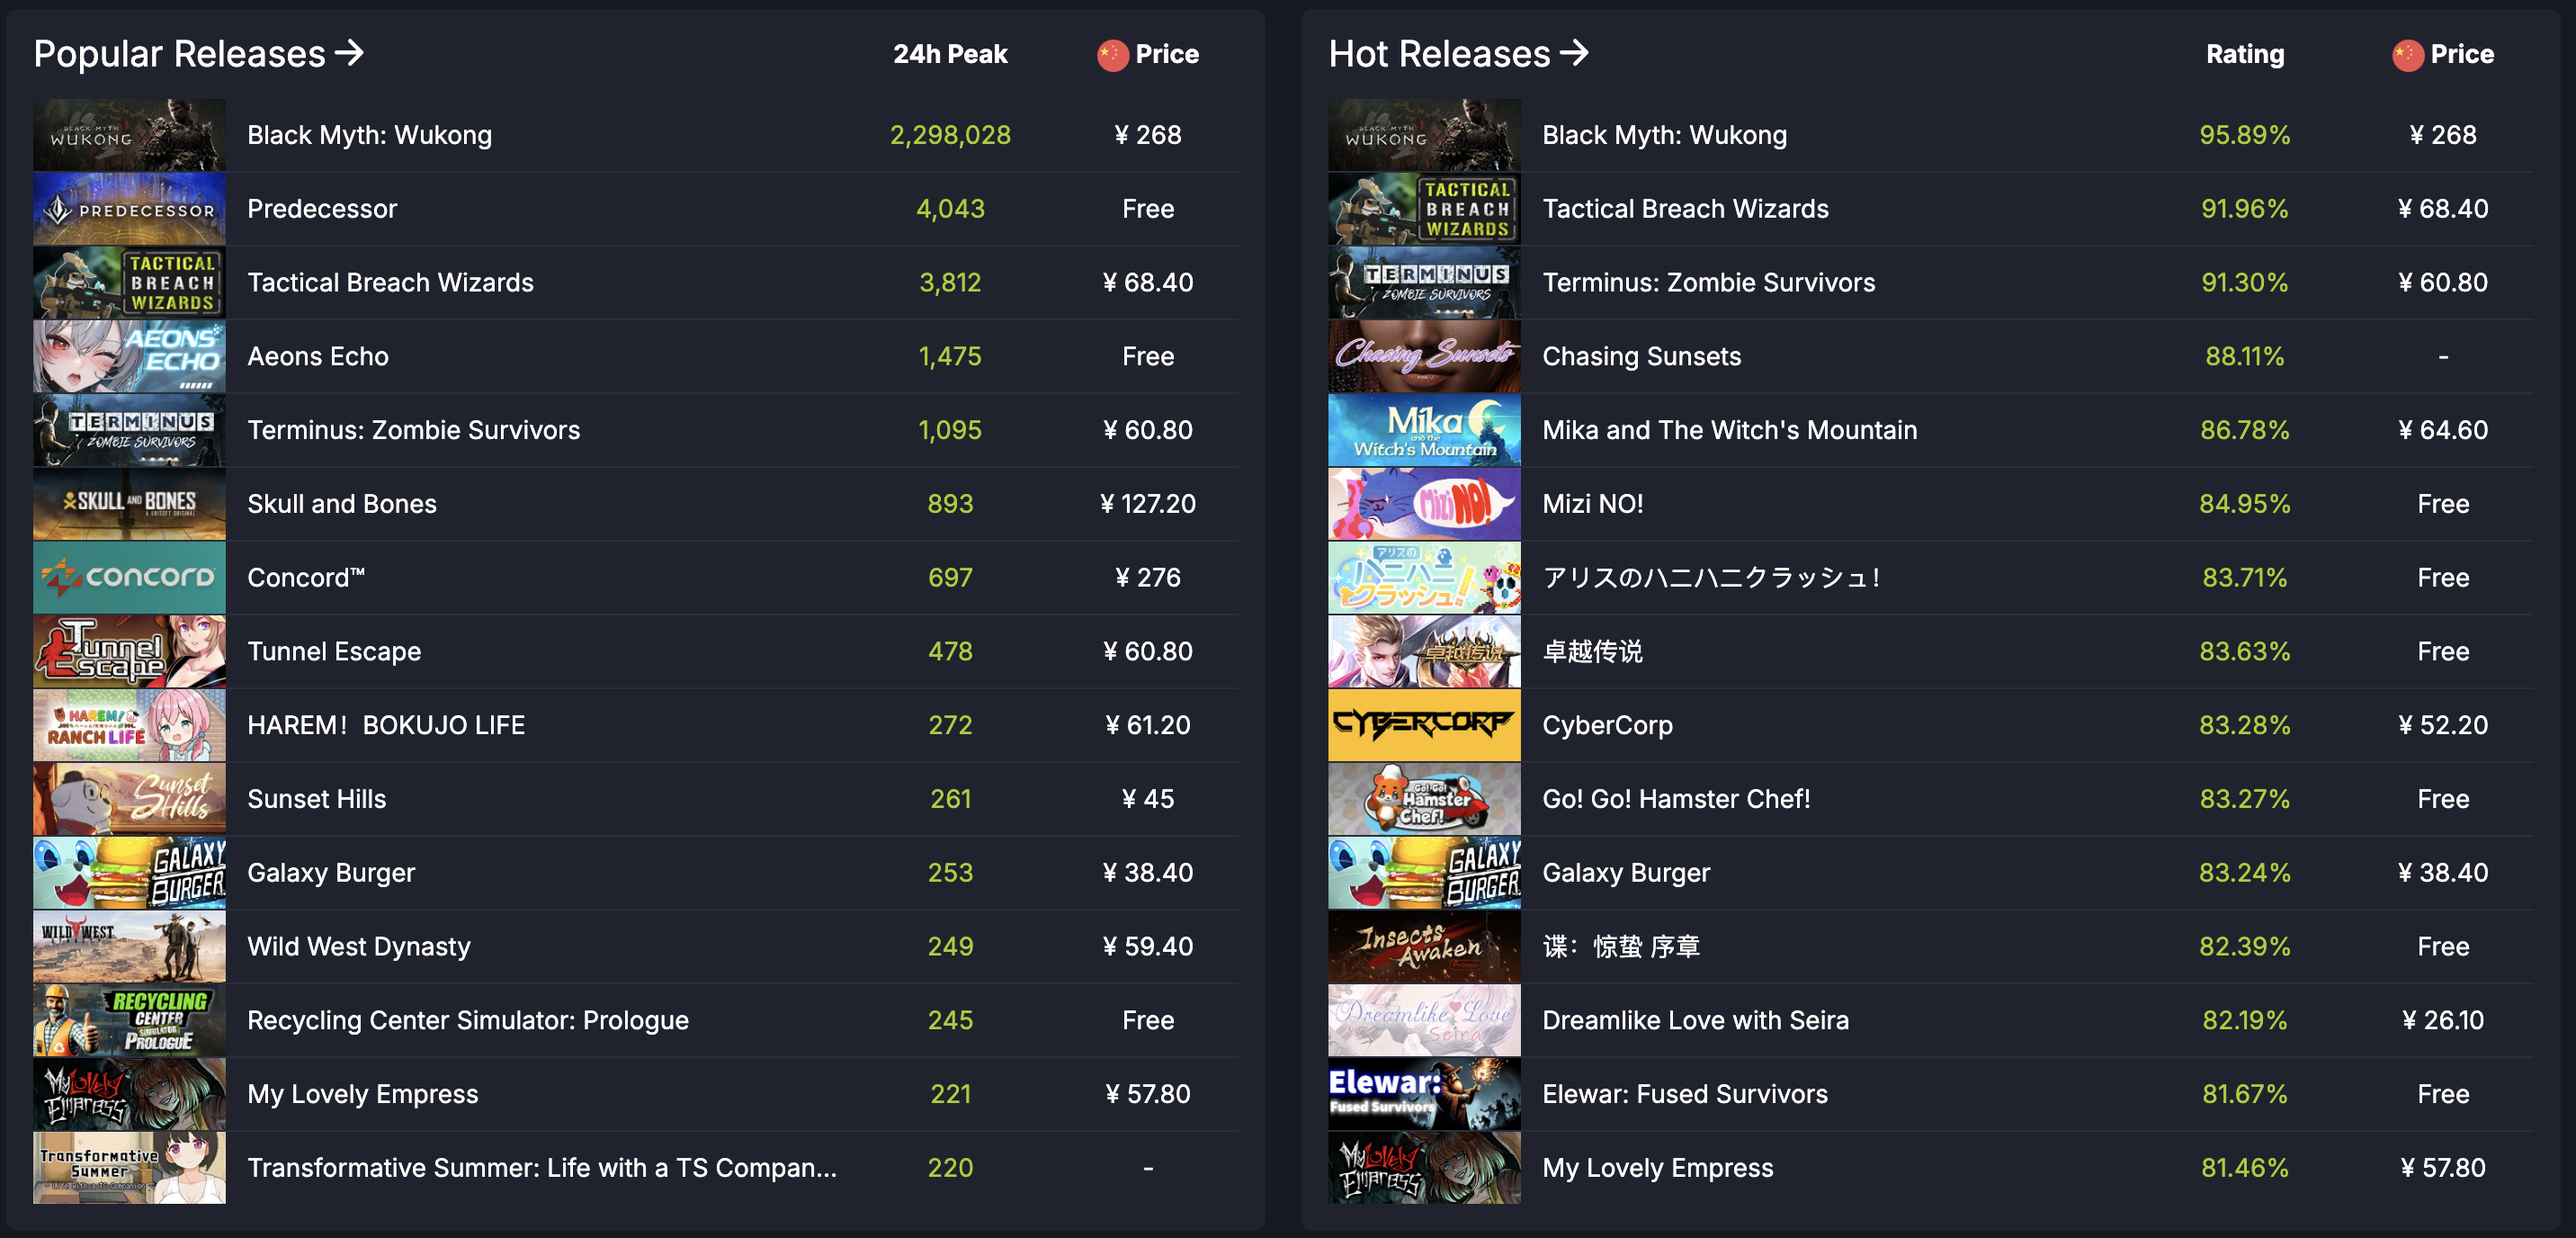 Popular Releases → 24h Peak Price
BLACK MYTH WUKONG Black Myth: Wukong 2,298,028 ¥ 268
PREDECESSOR Predecessor 4,043 Free
TACTICAL BREACH WIZARDS Tactical Breach Wizards 3,812 ¥ 68.40
AEONS ECHO Aeons Echo 1,475 Free
TERMINUS ZOMBIE SURVIVORS Terminus: Zombie Survivors 1,095 ¥ 60.80
SKULL AND BONES A UBISOFT ORIGINAL Skull and Bones 893 ¥ 127.20
CONCORD Concord™ 697 ¥ 276
Tunnel Escape Tunnel Escape 478 ¥ 60.80
HAREM! RANCH LIFE HAREM！BOKUJO LIFE 272 ¥ 61.20
Sunset Hills Sunset Hills 261 ¥ 45
GALAXY BURGER Galaxy Burger 253 ¥ 38.40
WILD WEST Wild West Dynasty 249 ¥ 59.40
RECYCLING CENTER SIMULATOR PROLOGUE Recycling Center Simulator: Prologue 245 Free
My Lovely Empress My Lovely Empress 221 ¥ 57.80
Transformative Summer Life with a TS Companion Transformative Summer: Life with a TS Compan... 220 -
Hot Releases → Rating Price
BLACK MYTH WUKONG Black Myth: Wukong 95.89% ¥ 268
TACTICAL BREACH WIZARDS Tactical Breach Wizards 91.96% ¥ 68.40
TERMINUS ZOMBIE SURVIVORS Terminus: Zombie Survivors 91.30% ¥ 60.80
Chasing Sunsets Chasing Sunsets 88.11% -
Mika and the Witch's Mountain Mika and The Witch's Mountain 86.78% ¥ 64.60
Mizi NO! Mizi NO! 84.95% Free
アリスのハニハニクラッシュ! アリスのハニハニクラッシュ！ 83.71% Free
卓越传说 卓越传说 83.63% Free
CYBERCORP CyberCorp 83.28% ¥ 52.20
Go! Go! Hamster Chef! Go! Go! Hamster Chef! 83.27% Free
GALAXY BURGER Galaxy Burger 83.24% ¥ 38.40
Insects Awaken 谍：惊蛰 序章 82.39% Free
Dreamlike Love Seira Dreamlike Love with Seira 82.19% ¥ 26.10
Elewar: Fused Survivors Elewar: Fused Survivors 81.67% Free
My Lovely Empress My Lovely Empress 81.46% ¥ 57.80